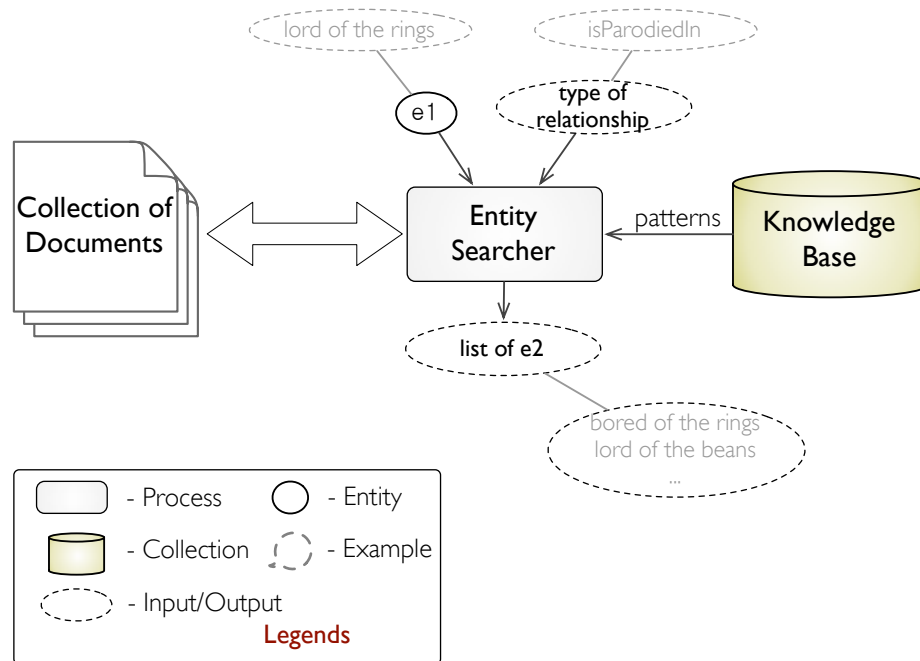 lord of the rings
isParodiedIn
e1
type of
relationship
Collection of
Documents
Entity
Searcher
patterns
Knowledge
Base
list of e2
bored of the rings
lord of the beans
...
- Process
- Entity
- Collection
- Example
- Input/Output
Legends